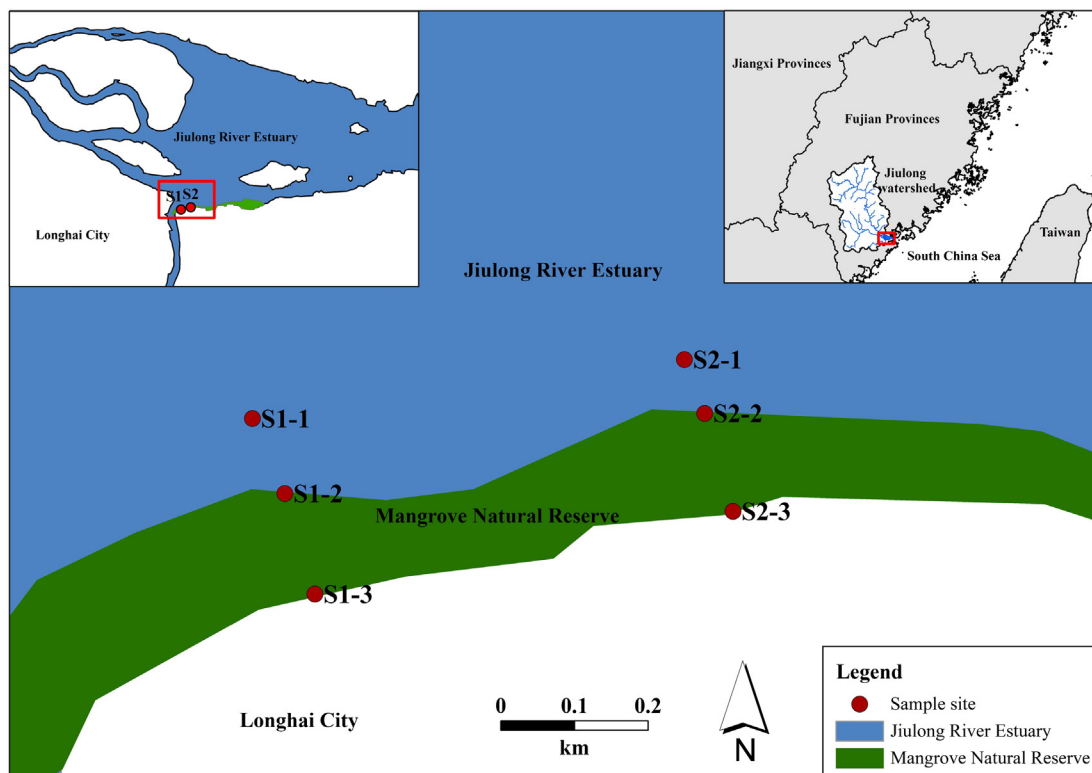 Jiulong River Estuary
S1
S2
Longhai City
Jiangxi Provinces
Fujian Provinces
Jiulong
watershed
Taiwan
South China Sea
Jiulong River Estuary
S2-1
S1-1
S2-2
S1-2
Mangrove Natural Reserve
S2-3
S1-3
Longhai City
0 0.1 0.2
km
N
Legend
Sample site
Jiulong River Estuary
Mangrove Natural Reserve